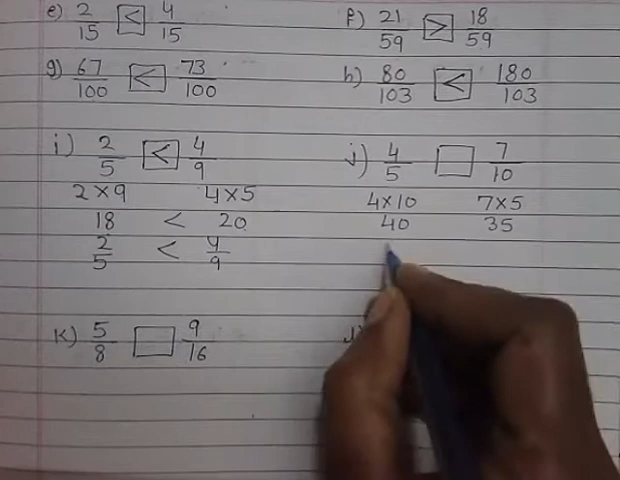 e) 2/15 < 4/15
f) 21/59 > 18/59
g) 67/100 < 73/100
h) 80/103 < 180/103
i) 2/5 < 4/9
2 × 9 4 × 5
18 < 20
2/5 < 4/9
j) 4/5 □ 7/10
4 × 10 7 × 5
40 35
k) 5/8 □ 9/16